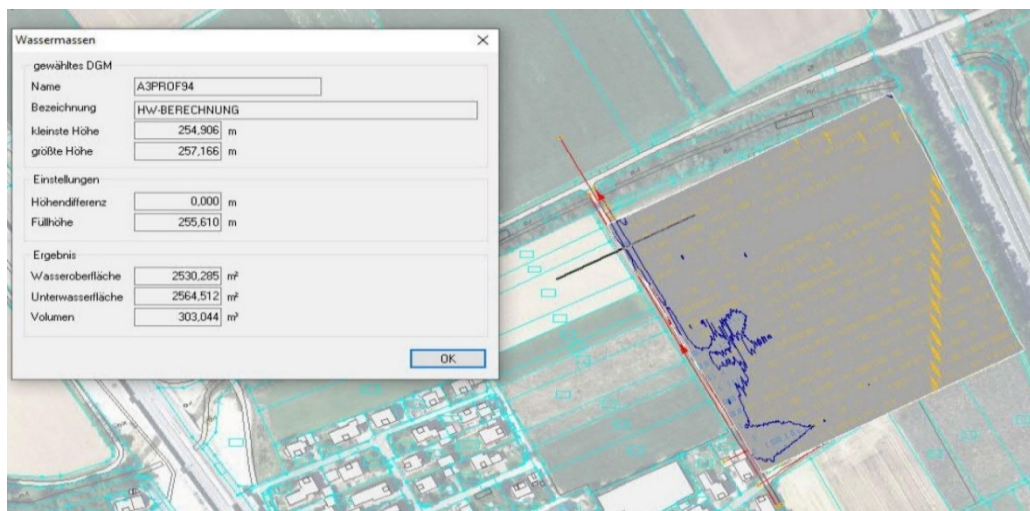 Wassermassen
gewähltes DGM
Name A3PROF94
Bezeichnung HW-BERECHNUNG
kleinste Höhe 254,906 m
größte Höhe 257,166 m
Einstellungen
Höhendifferenz 0,000 m
Füllhöhe 255,610 m
Ergebnis
Wasseroberfläche 2530,285 m²
Unterwasserfläche 2564,512 m²
Volumen 303,044 m³
OK